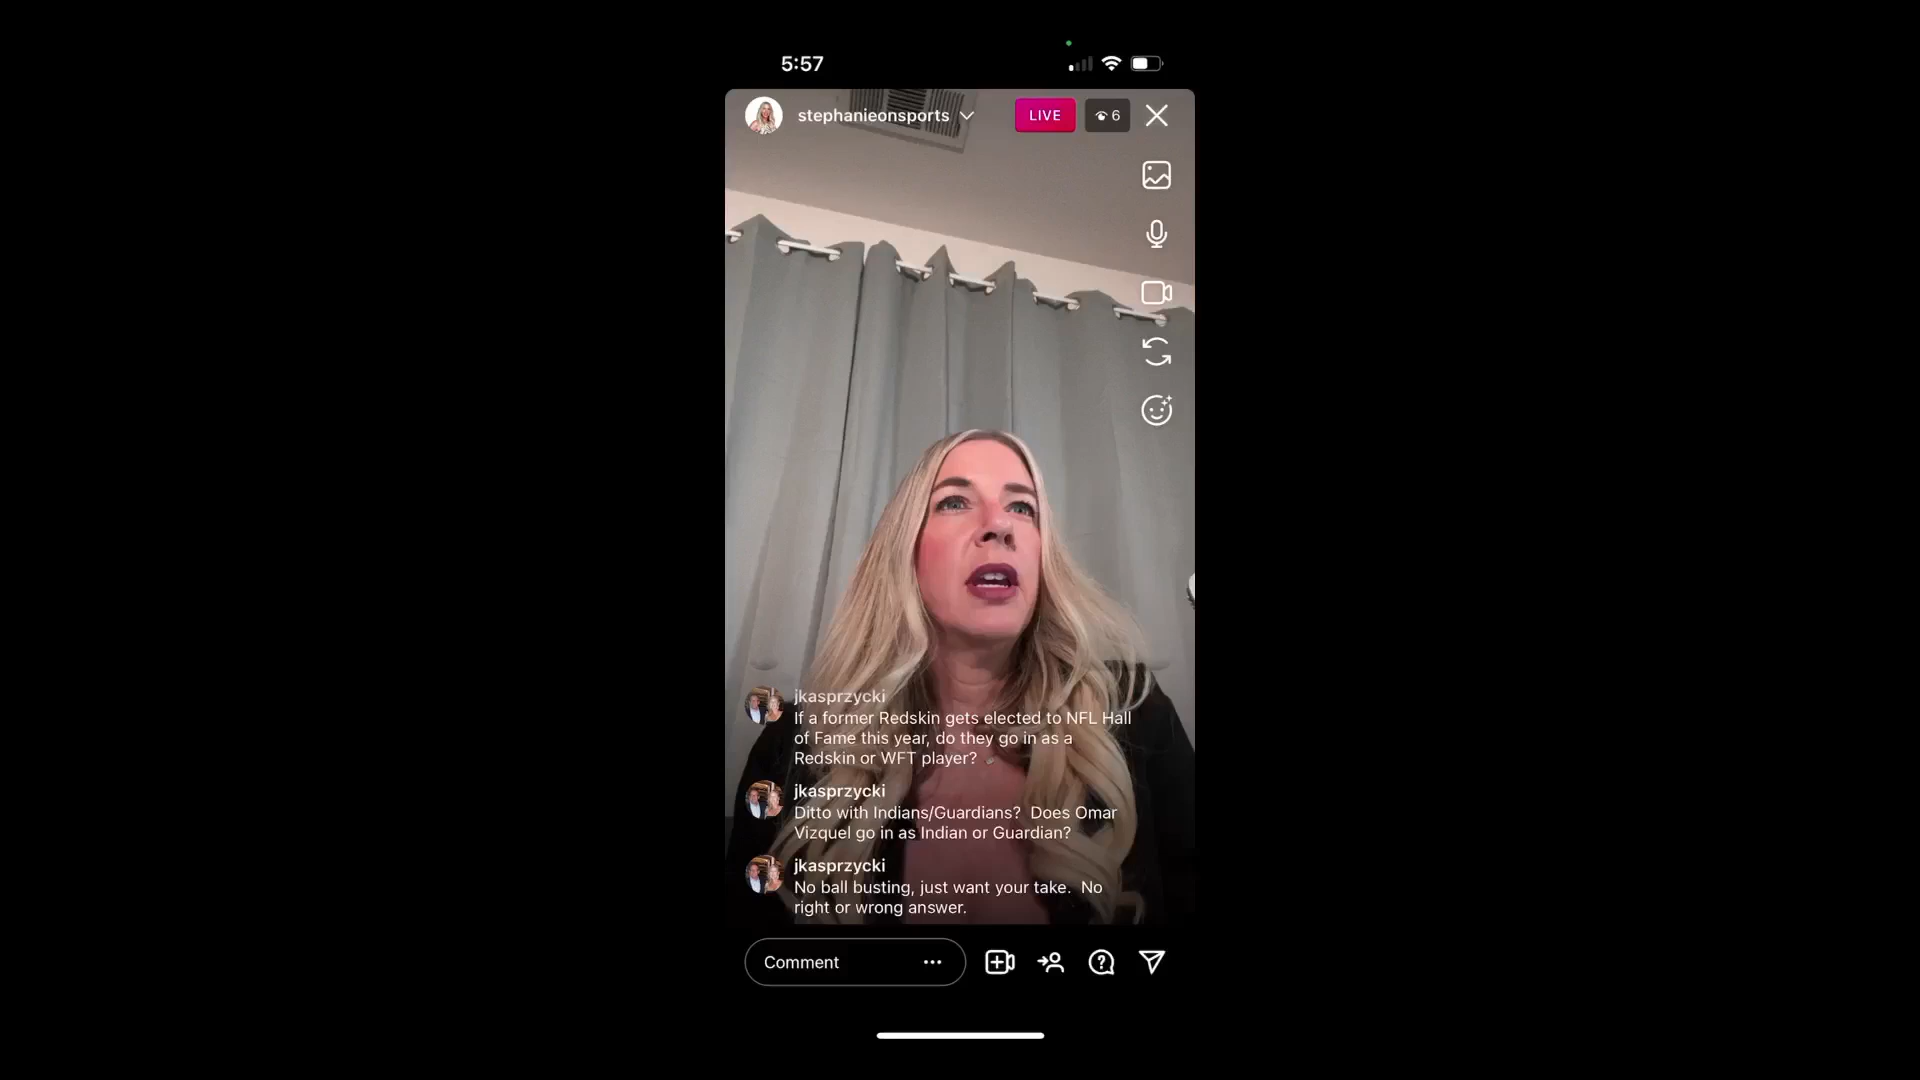 5:57
stephanieonsports
LIVE
6
jkasprzycki
If a former Redskin gets elected to NFL Hall
of Fame this year, do they go in as a
Redskin or WFT player?
jkasprzycki
Ditto with Indians/Guardians?  Does Omar
Vizquel go in as Indian or Guardian?
jkasprzycki
No ball busting, just want your take.  No
right or wrong answer.
Comment